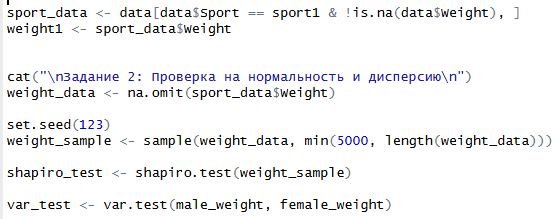 sport_data <- data[data$Sport == sport1 & !is.na(data$Weight), ]
weight1 <- sport_data$Weight
cat("\nЗадание 2: Проверка на нормальность и дисперсию\n")
weight_data <- na.omit(sport_data$Weight)
set.seed(123)
weight_sample <- sample(weight_data, min(5000, length(weight_data)))
shapiro_test <- shapiro.test(weight_sample)
var_test <- var.test(male_weight, female_weight)